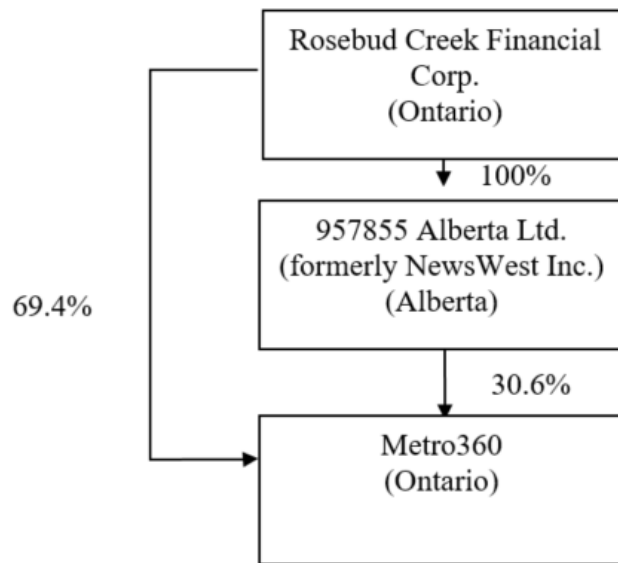 Rosebud Creek Financial
Corp.
(Ontario)
100%
957855 Alberta Ltd.
(formerly NewsWest Inc.)
(Alberta)
69.4%
30.6%
Metro360
(Ontario)